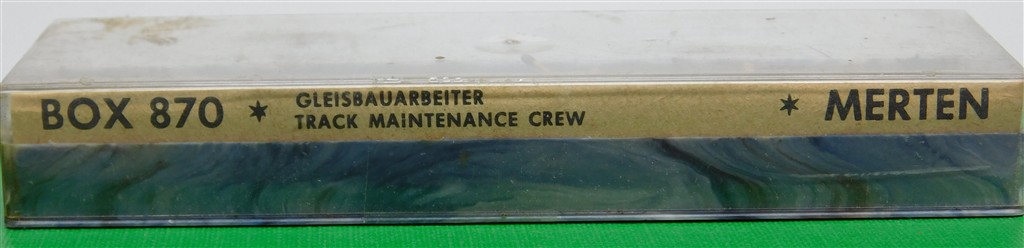 BOX 870 * GLEISBAUARBEITER
TRACK MAINTENANCE CREW * MERTEN